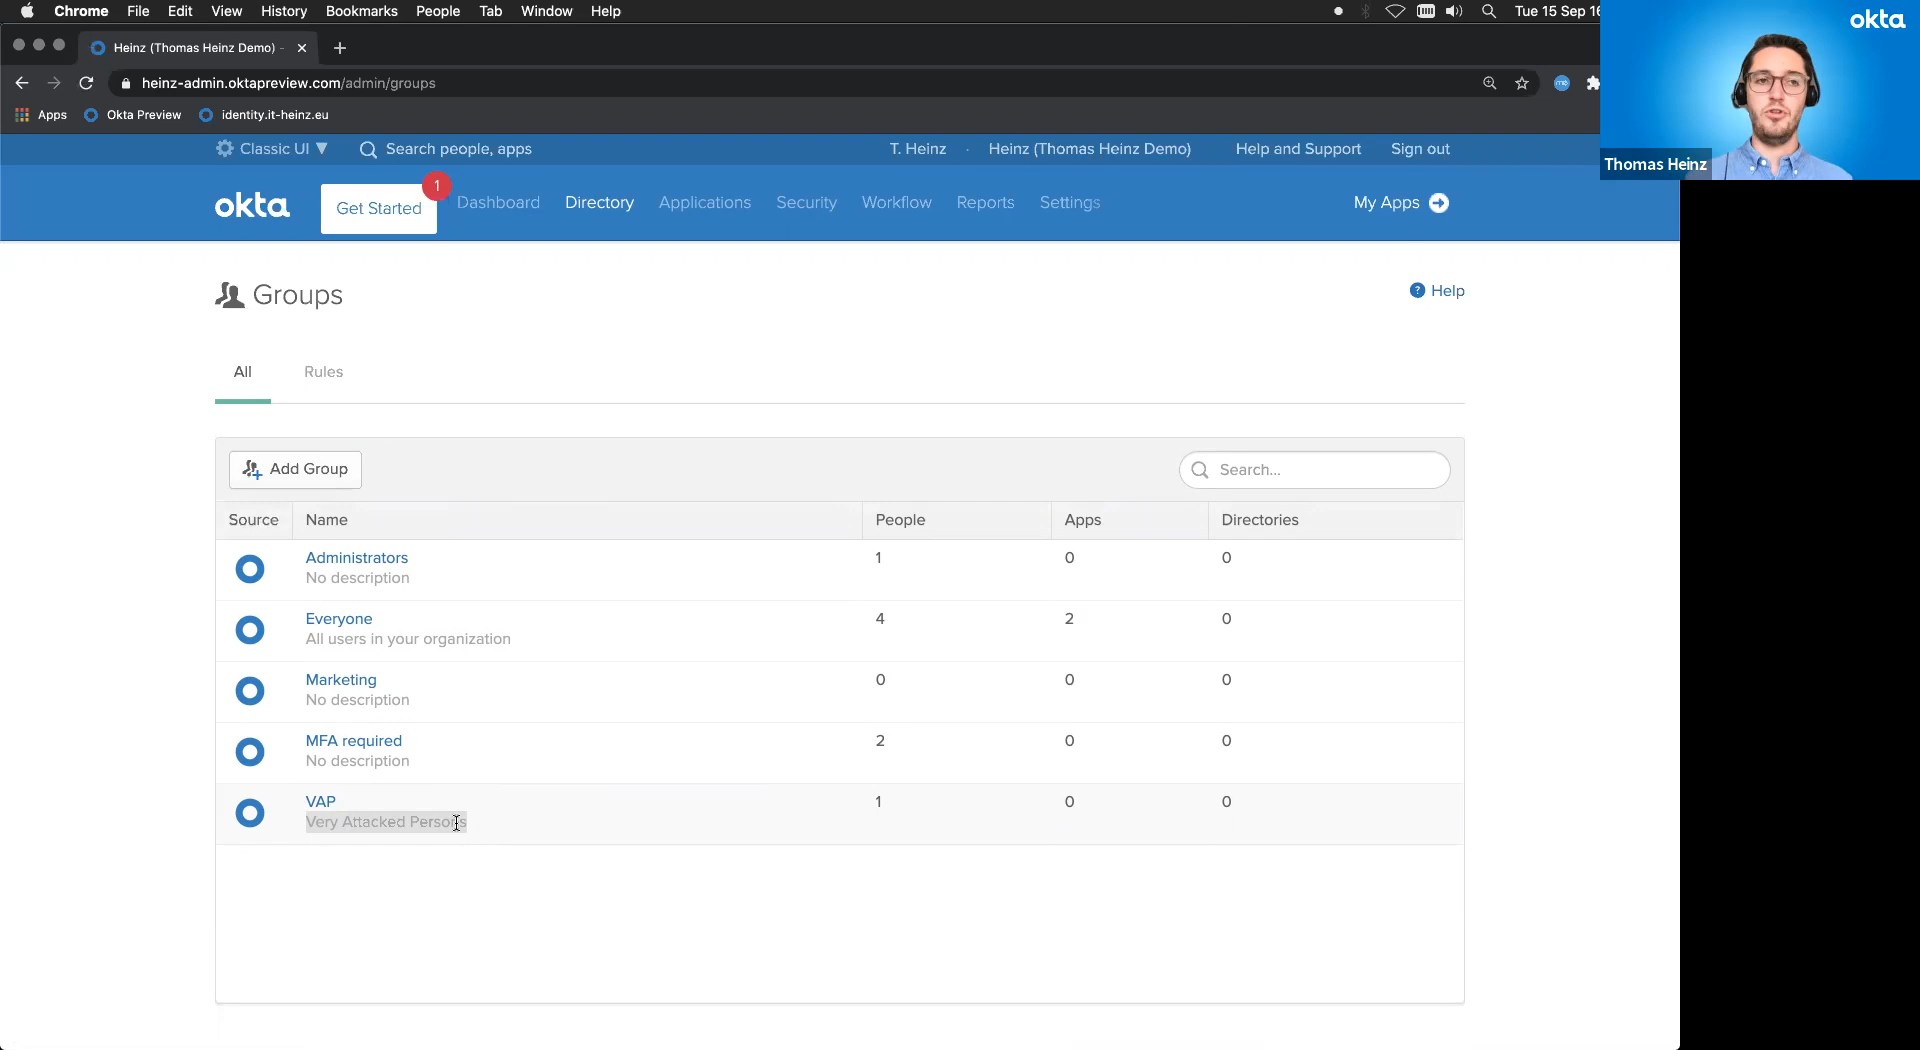 Chrome File Edit View History Bookmarks People Tab Window Help Tue 15 Sep
Heinz (Thomas Heinz Demo) -
heinz-admin.oktapreview.com/admin/groups
Apps Okta Preview identity.it-heinz.eu
okta
Thomas Heinz
Classic UI Search people, apps T. Heinz · Heinz (Thomas Heinz Demo) Help and Support Sign out
okta Get Started 1 Dashboard Directory Applications Security Workflow Reports Settings My Apps
Groups Help
All Rules
Add Group Search...
Source Name People Apps Directories
Administrators 1 0 0
No description
Everyone 4 2 0
All users in your organization
Marketing 0 0 0
No description
MFA required 2 0 0
No description
VAP 1 0 0
Very Attacked Persons